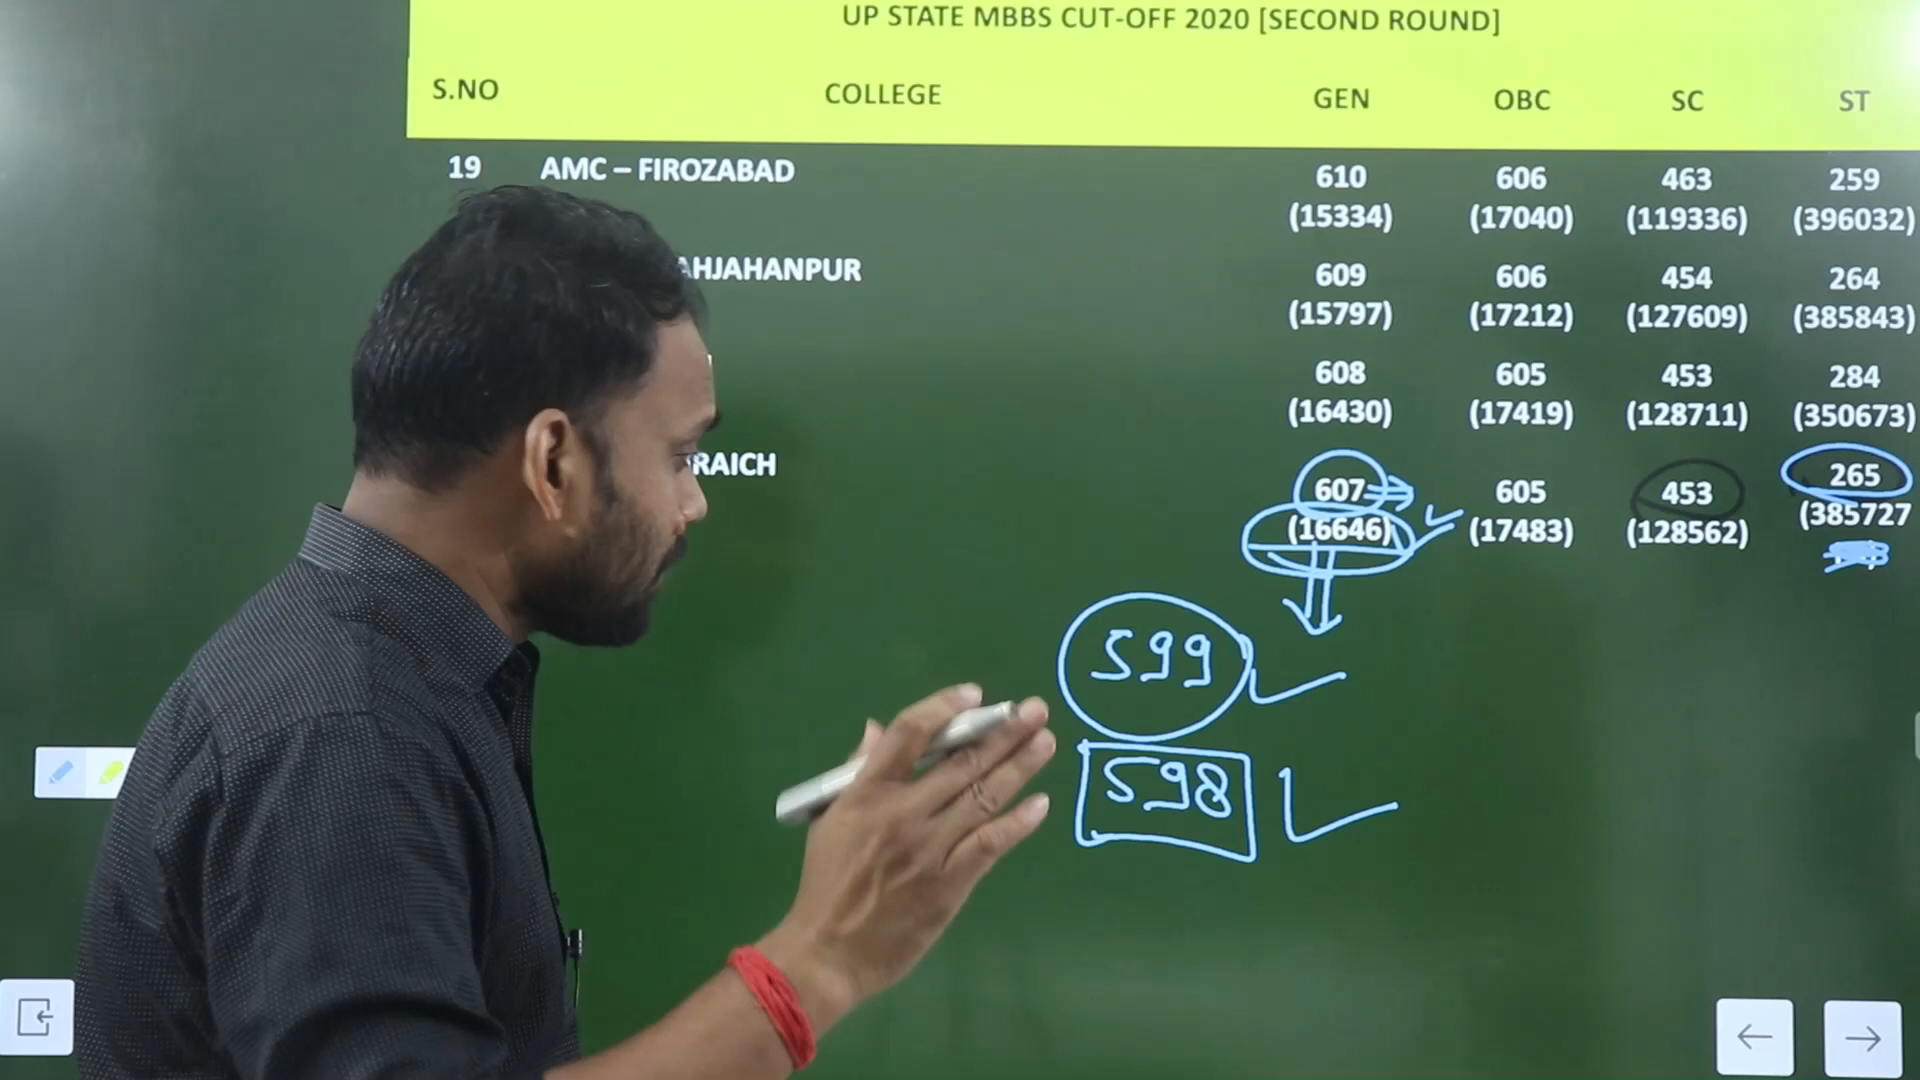 UP STATE MBBS CUT-OFF 2020 [SECOND ROUND]
S.NO COLLEGE GEN OBC SC ST
19 AMC – FIROZABAD 610 606 463 259
(15334) (17040) (119336) (396032)
AHJAHANPUR 609 606 454 264
(15797) (17212) (127609) (385843)
608 605 453 284
(16430) (17419) (128711) (350673)
RAICH 607 605 453 265
(16646) (17483) (128562) (385727
599
598